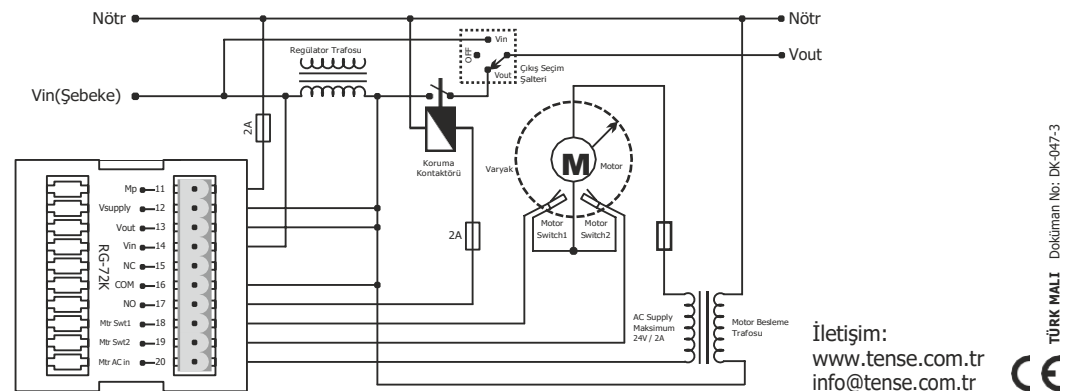 Nötr
Nötr
Vin
OFF
Vout
Regülator Trafosu
Çıkış Seçim
Şalteri
Vout
Vin(Şebeke)
2A
Koruma
Kontaktörü
Varyak
M
Motor
Motor
Switch1
Motor
Switch2
2A
RG-72K
Mp 11
Vsupply 12
Vout 13
Vin 14
NC 15
COM 16
NO 17
Mtr Swt1 18
Mtr Swt2 19
Mtr AC in 20
AC Supply
Maksimum
24V / 2A
Motor Besleme
Trafosu
İletişim:
www.tense.com.tr
info@tense.com.tr
TÜRK MALI Doküman No: DK-047-3
CE